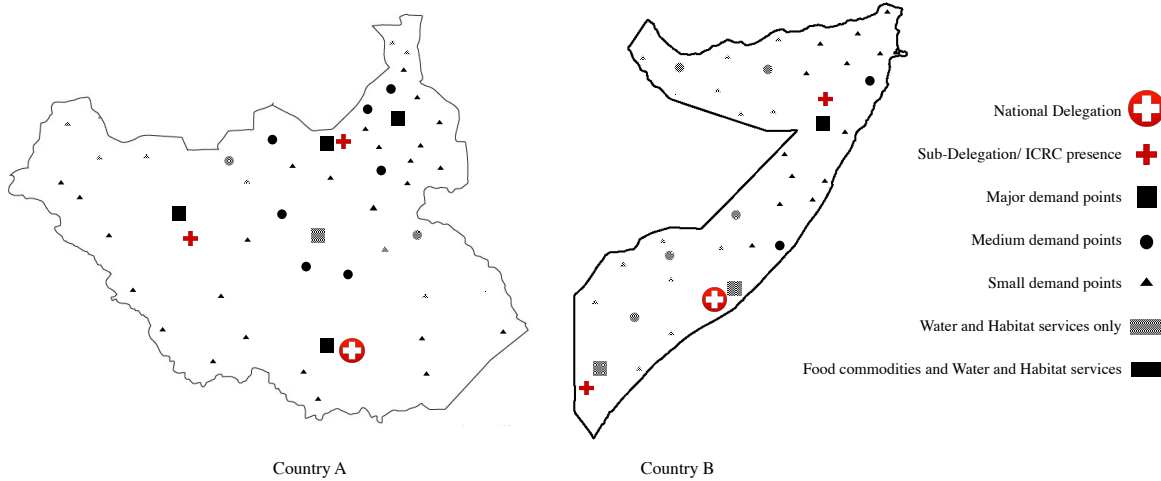 National Delegation
Sub-Delegation/ ICRC presence
Major demand points
Medium demand points
Small demand points
Water and Habitat services only
Food commodities and Water and Habitat services
Country A
Country B